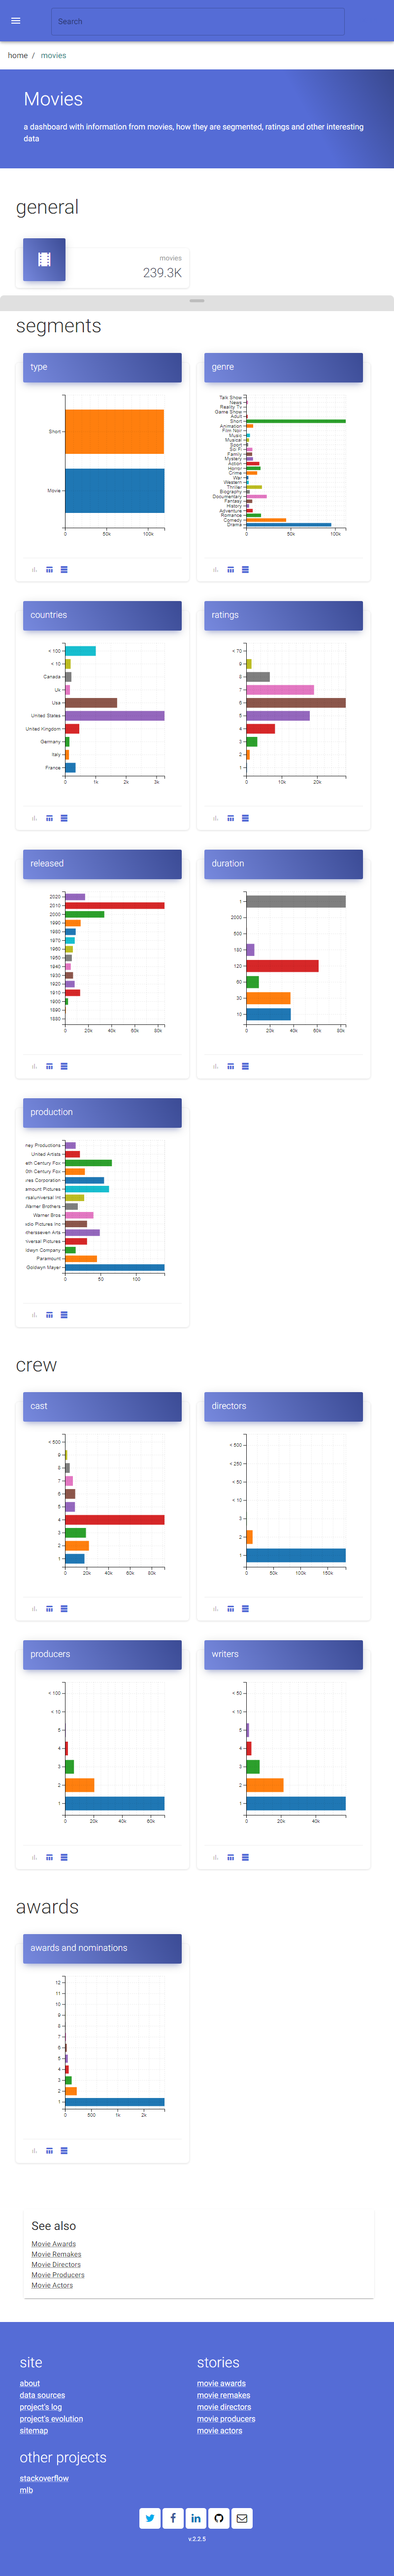 Search
home / movies
Movies
a dashboard with information from movies, how they are segmented, ratings and other interesting
data
general
movies
239.3K
segments
type
Short
Movie
0 50k 100k
genre
Talk Show
News
Reality Tv
Game Show
Adult
Short
Animation
Film Noir
Music
Musical
Sport
Sci Fi
Family
Mystery
Action
Horror
Crime
War
Western
Thriller
Biography
Documentary
Fantasy
History
Adventure
Romance
Comedy
Drama
0 50k 100k
countries
< 100
< 10
Canada
Uk
Usa
United States
United Kingdom
Germany
Italy
France
0 1k 2k 3k
ratings
< 70
9
8
7
6
5
4
3
2
1
0 10k 20k
released
2020
2010
2000
1990
1980
1970
1960
1950
1940
1930
1920
1910
1900
1890
1880
0 20k 40k 60k 80k
duration
1
2000
500
180
120
60
30
10
0 20k 40k 60k 80k
production
ney Productions
United Artists
eth Century Fox
0th Century Fox
res Corporation
amount Pictures
rsaluniversal Int
Warner Brothers
Warner Bros
dio Pictures Inc
therasseven Arts
iversal Pictures
ldwyn Company
Paramount
Goldwyn Mayer
0 50 100
crew
cast
< 500
9
8
7
6
5
4
3
2
1
0 20k 40k 60k 80k
directors
< 500
< 250
< 50
< 10
3
2
1
0 50k 100k 150k
producers
< 100
< 10
5
4
3
2
1
0 20k 40k 60k
writers
< 50
< 10
5
4
3
2
1
0 20k 40k
awards
awards and nominations
12
11
10
9
8
7
6
5
4
3
2
1
0 500 1k 2k
See also
Movie Awards
Movie Remakes
Movie Directors
Movie Producers
Movie Actors
site
about
data sources
project's log
project's evolution
sitemap
stories
movie awards
movie remakes
movie directors
movie producers
movie actors
other projects
stackoverflow
mlb
v.2.2.5